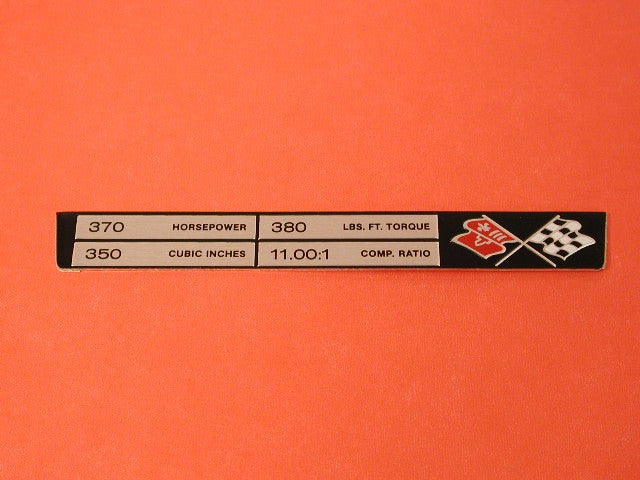 370 HORSEPOWER 380 LBS. FT. TORQUE
350 CUBIC INCHES 11.00:1 COMP. RATIO